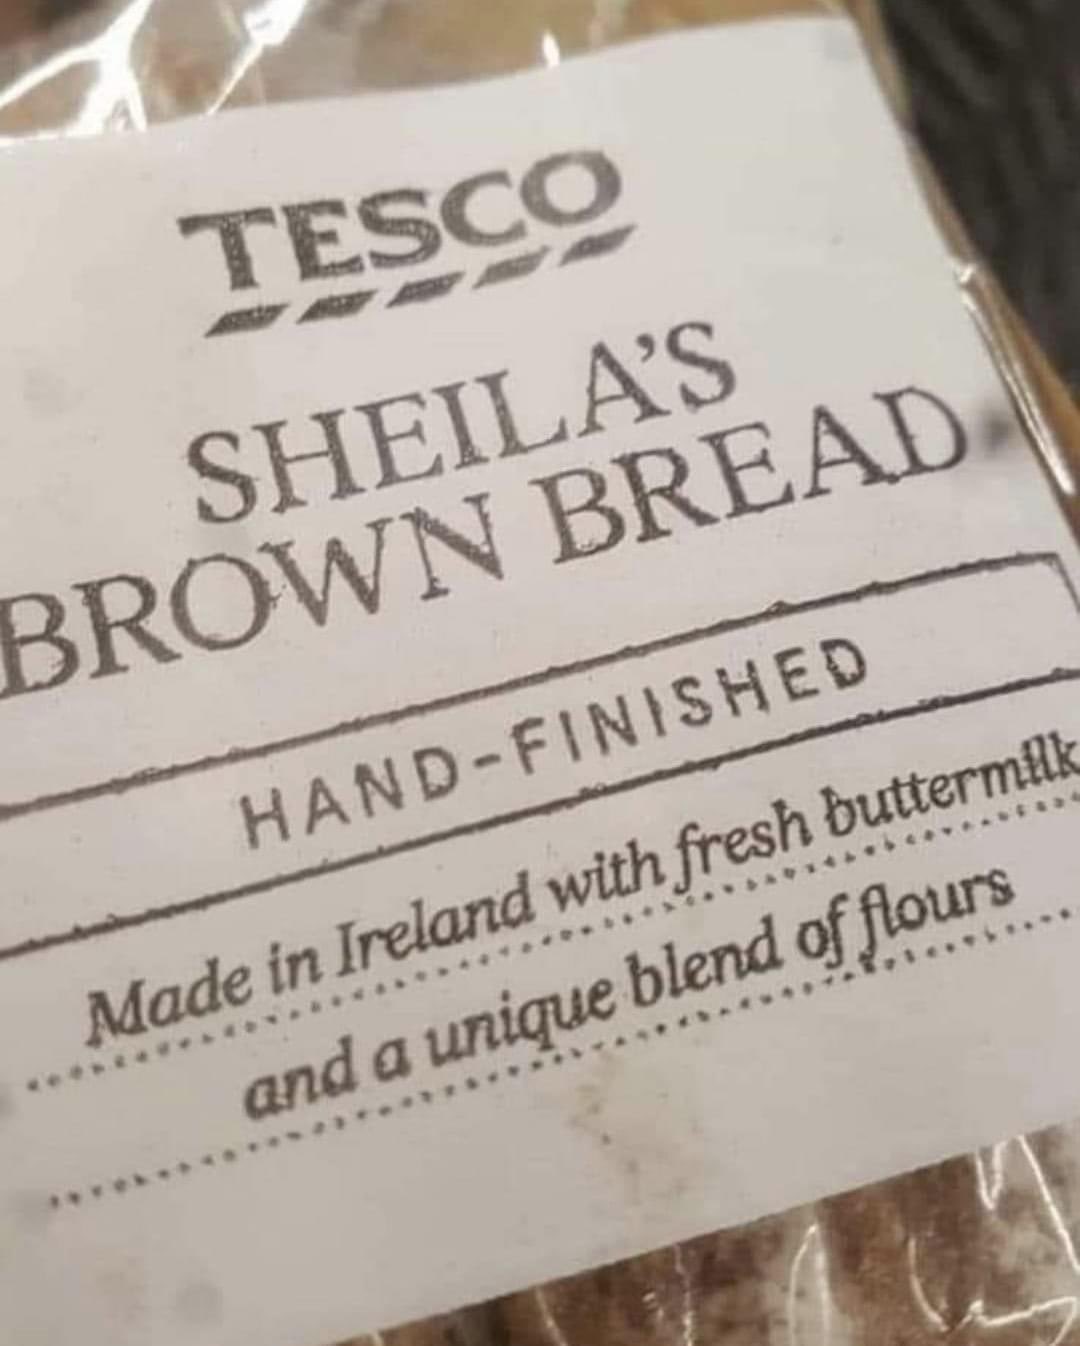 TESCO
SHEILA'S
BROWN BREAD
HAND-FINISHED
Made in Ireland with fresh buttermilk
and a unique blend of flours